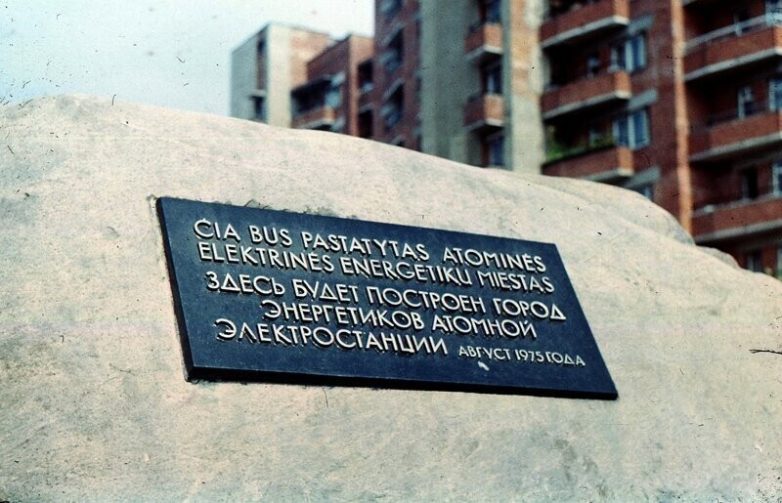 ČIA BUS PASTATYTAS ATOMINĖS
ELEKTRINĖS ENERGETIKŲ MIESTAS
ЗДЕСЬ БУДЕТ ПОСТРОЕН ГОРОД
ЭНЕРГЕТИКОВ АТОМНОЙ
ЭЛЕКТРОСТАНЦИИ АВГУСТ 1975 ГОДА